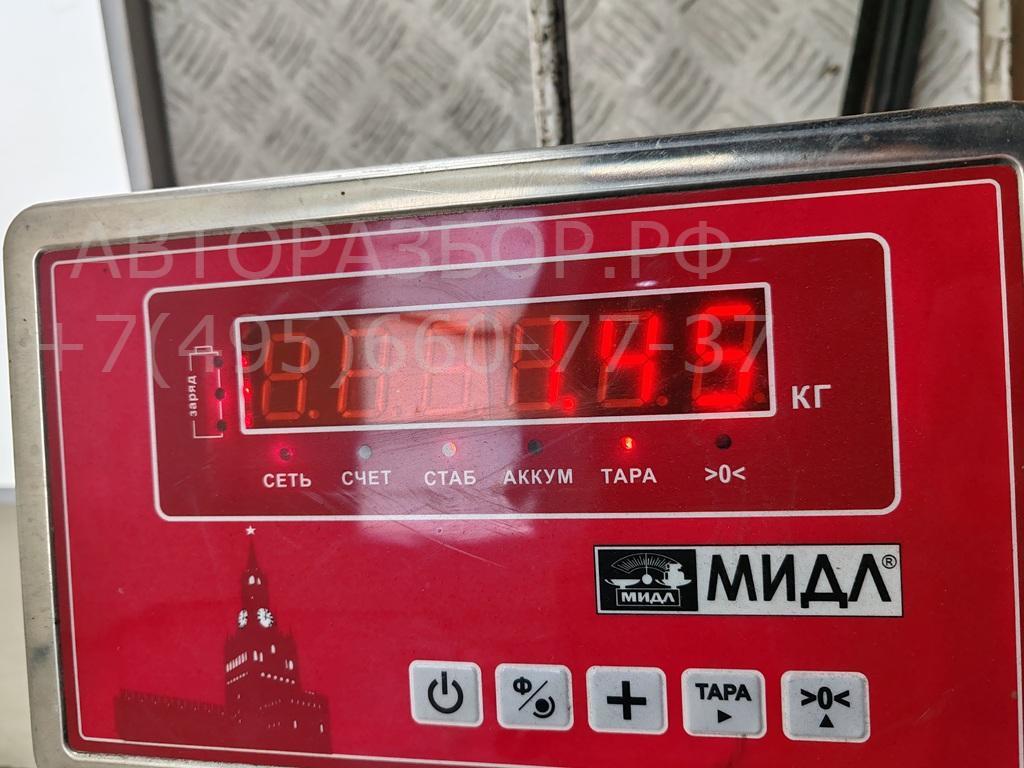 АВТОРАЗБОР.РФ
+7(495)660-77-37
заряд
1.45
КГ
СЕТЬ СЧЕТ СТАБ АККУМ ТАРА >0<
МИДЛ
МИДЛ®
Ф ТАРА >0<